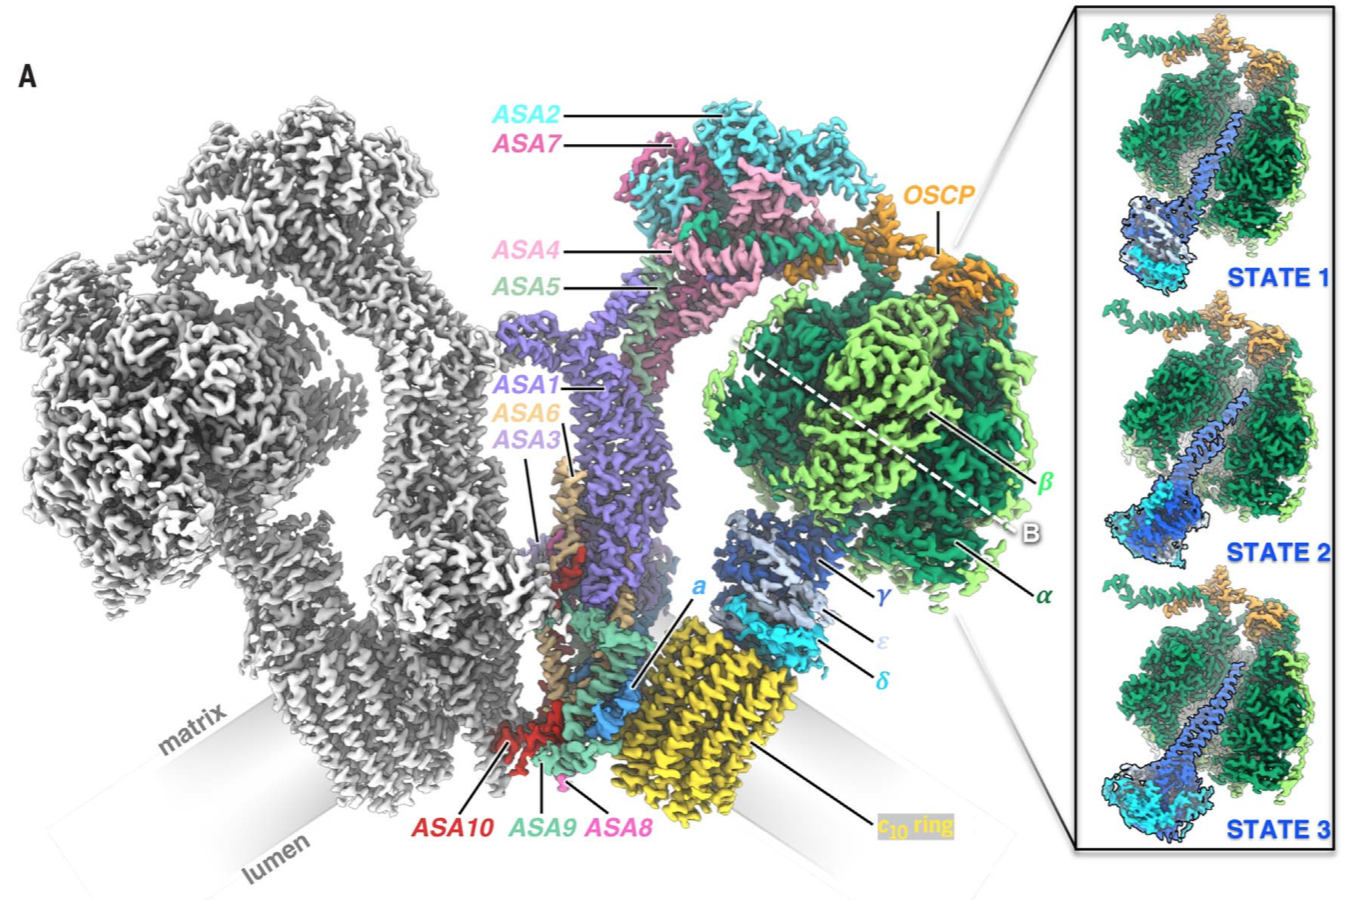 A
ASA2
ASA7
OSCP
ASA4
ASA5
ASA1
ASA6
ASA3
β
B
a
α
γ
ε
δ
matrix
lumen
ASA10 ASA9 ASA8
c10 ring
STATE 1
STATE 2
STATE 3